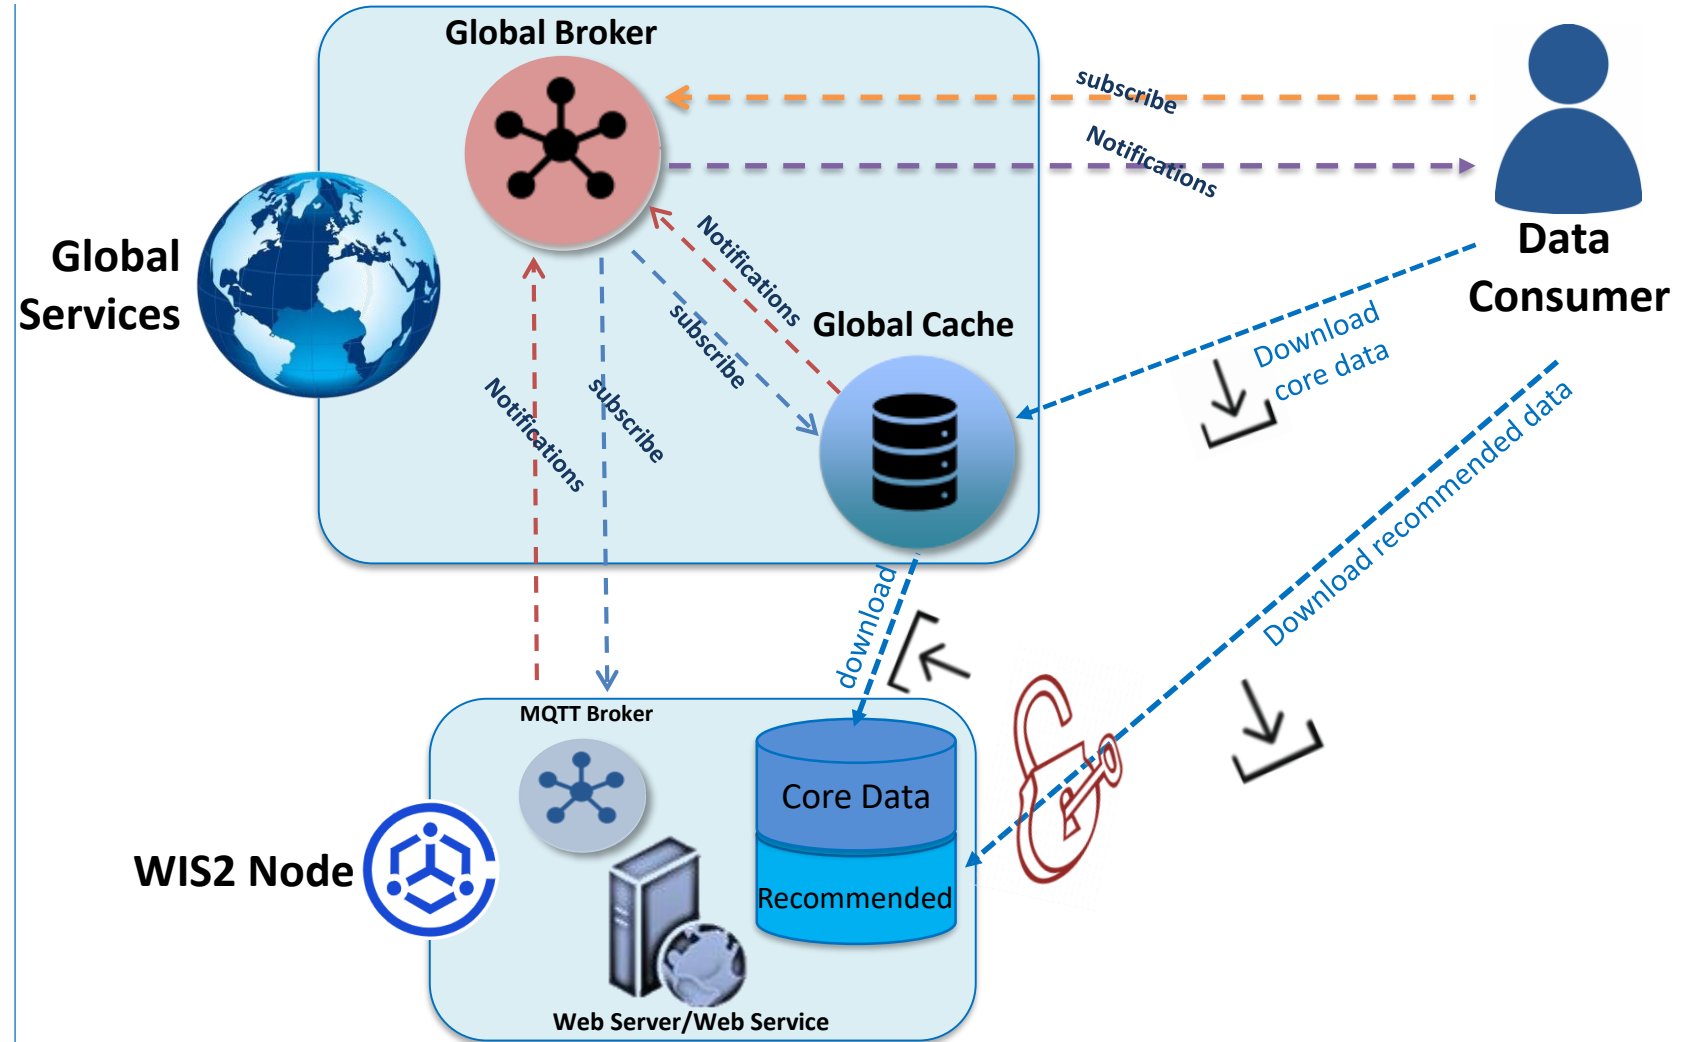 Global Broker
subscribe
Notifications
Data
Consumer
Global
Services
Notifications
subscribe
Global Cache
Notifications
subscribe
Download
core data
Download recommended data
download
MQTT Broker
Core Data
Recommended
WIS2 Node
Web Server/Web Service